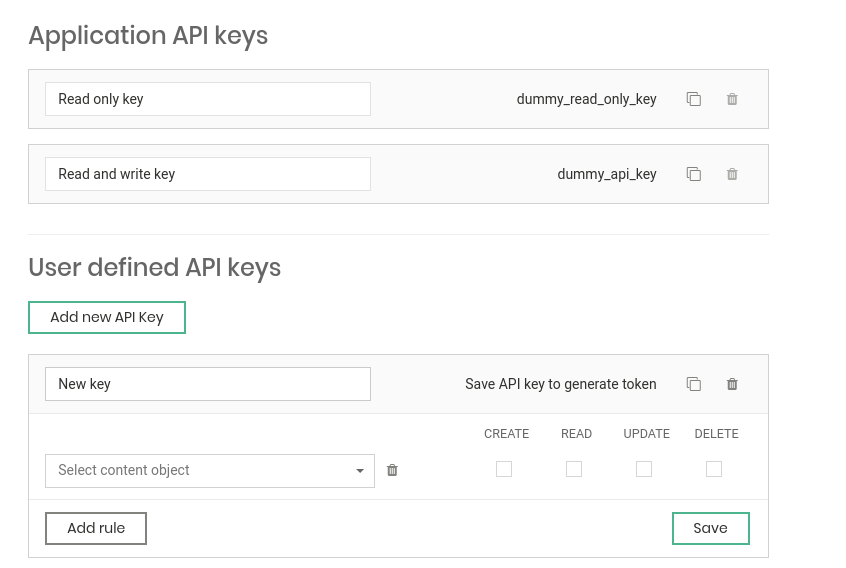 Application API keys
Read only key dummy_read_only_key
Read and write key dummy_api_key
User defined API keys
Add new API Key
New key Save API key to generate token
CREATE READ UPDATE DELETE
Select content object
Add rule Save